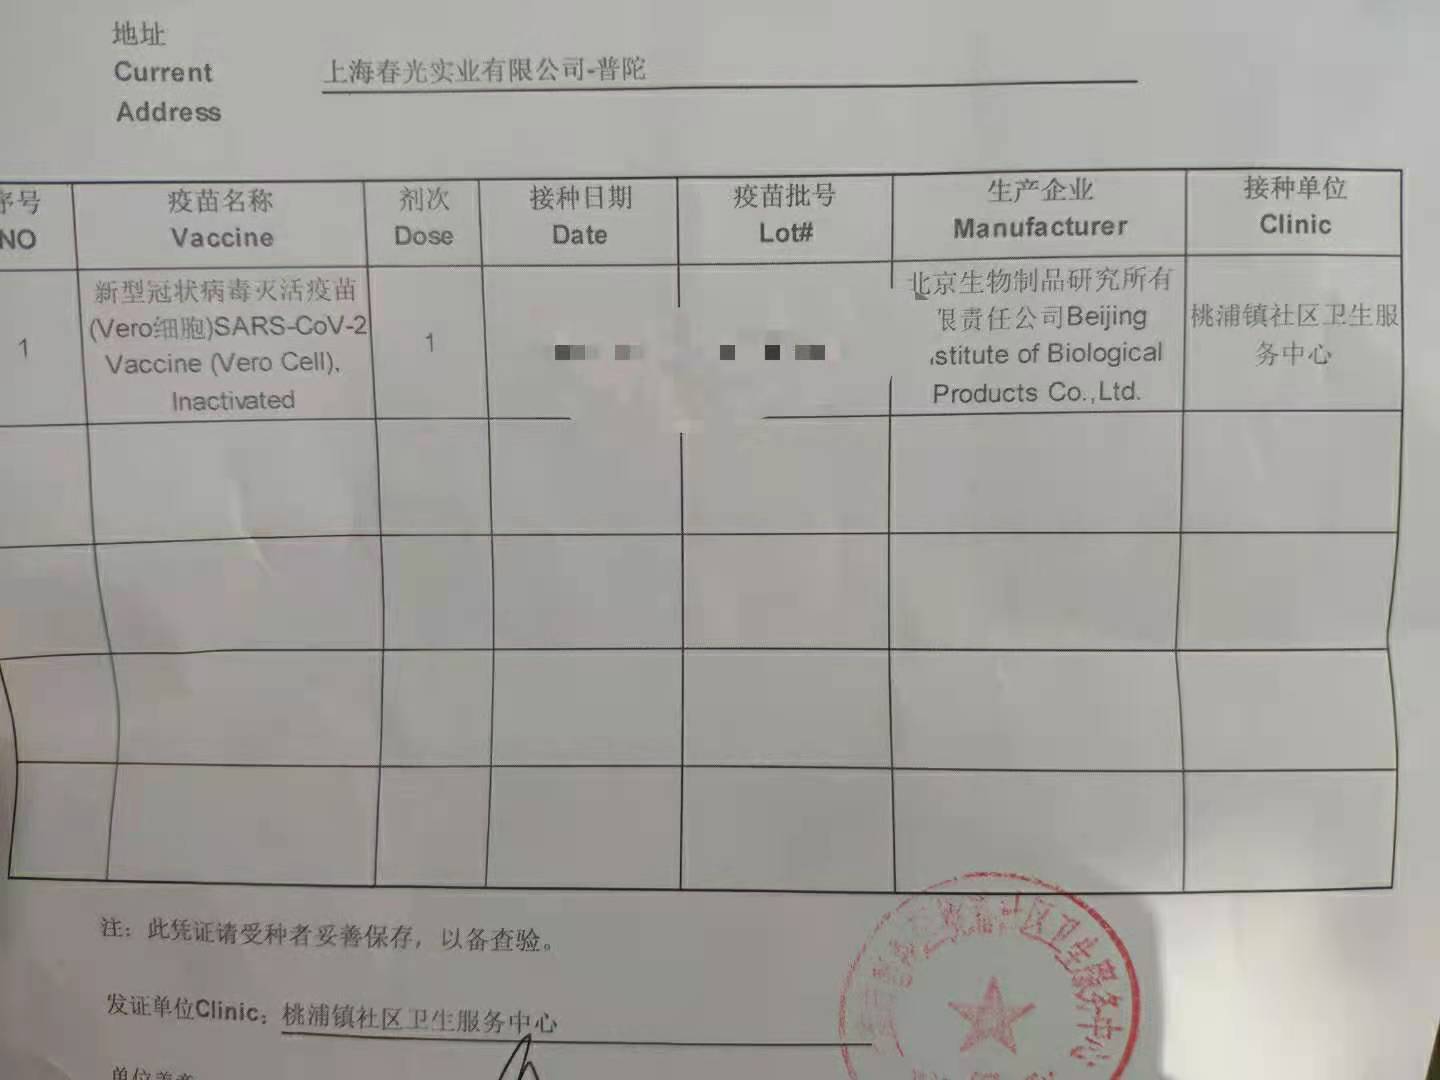 地址
Current
Address
上海春光实业有限公司-普陀
序号
NO
疫苗名称
Vaccine
剂次
Dose
接种日期
Date
疫苗批号
Lot#
生产企业
Manufacturer
接种单位
Clinic
1
新型冠状病毒灭活疫苗
(Vero细胞)SARS-CoV-2
Vaccine (Vero Cell),
Inactivated
1
北京生物制品研究所有
限责任公司Beijing
stitute of Biological
Products Co.,Ltd.
桃浦镇社区卫生服
务中心
注：此凭证请受种者妥善保存，以备查验。
发证单位Clinic：桃浦镇社区卫生服务中心
社区卫生服务中心